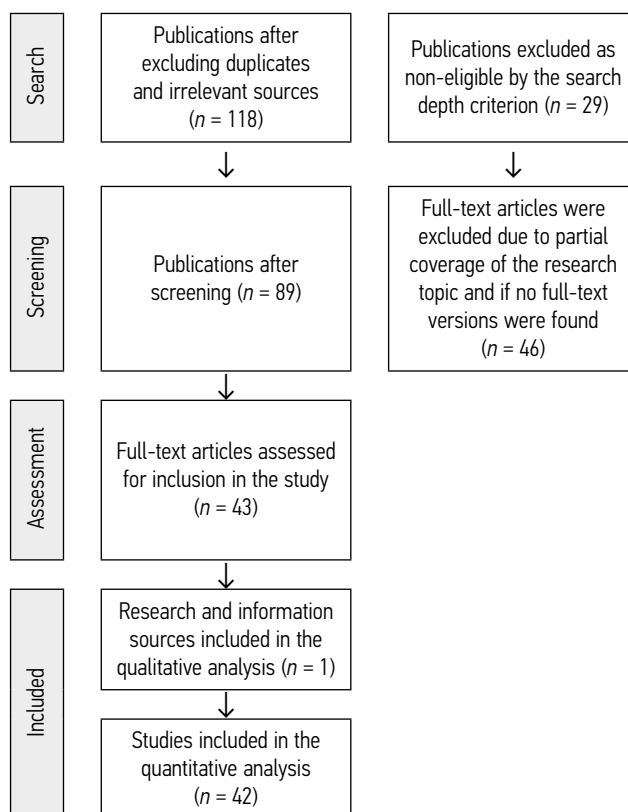 Search
Publications after
excluding duplicates
and irrelevant sources
(n = 118)
Publications excluded as
non-eligible by the search
depth criterion (n = 29)
Screening
Publications after
screening (n = 89)
Full-text articles were
excluded due to partial
coverage of the research
topic and if no full-text
versions were found
(n = 46)
Assessment
Full-text articles assessed
for inclusion in the study
(n = 43)
Included
Research and information
sources included in the
qualitative analysis (n = 1)
Studies included in the
quantitative analysis
(n = 42)